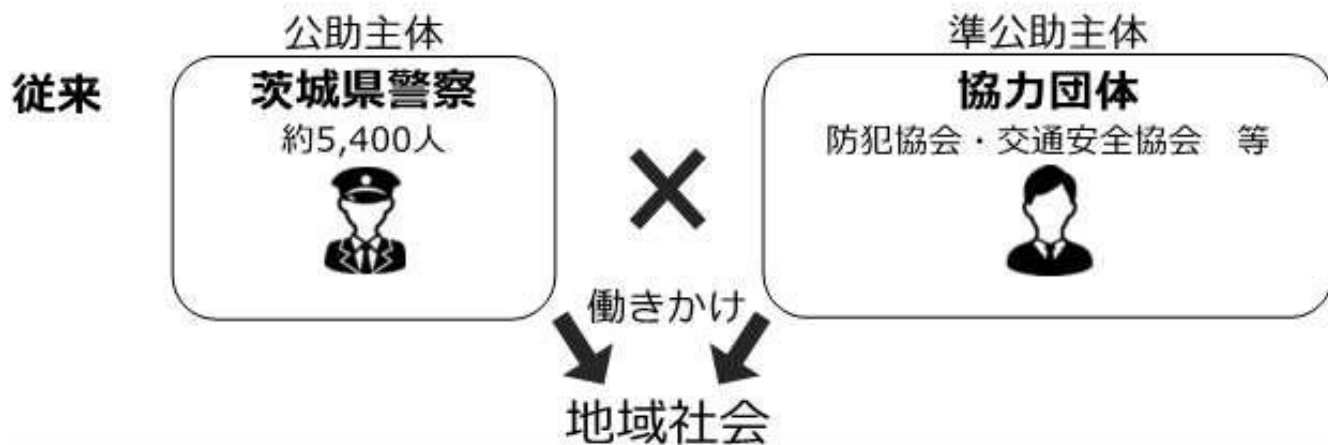 公助主体
準公助主体
従来
茨城県警察
約5,400人
協力団体
防犯協会・交通安全協会　等
働きかけ
地域社会